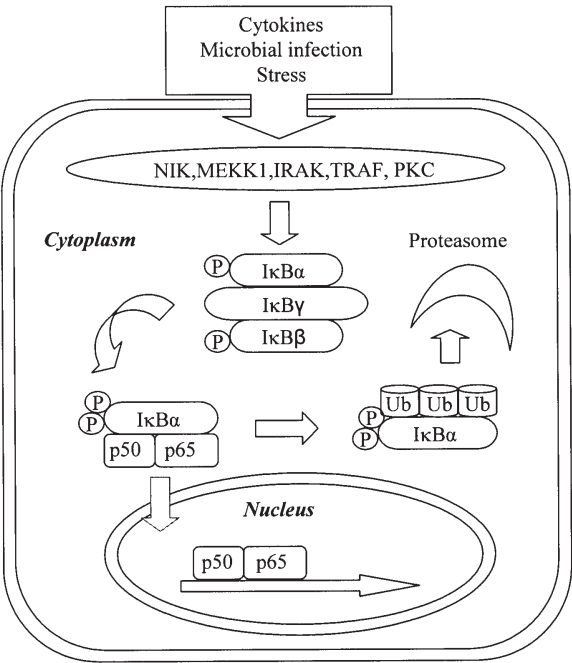 Cytokines
Microbial infection
Stress
NIK,MEKK1,IRAK,TRAF, PKC
Cytoplasm
Proteasome
P
IκBα
IκBγ
P
IκBβ
P
P
IκBα
p50
p65
Ub
Ub
Ub
P
P
IκBα
Nucleus
p50
p65